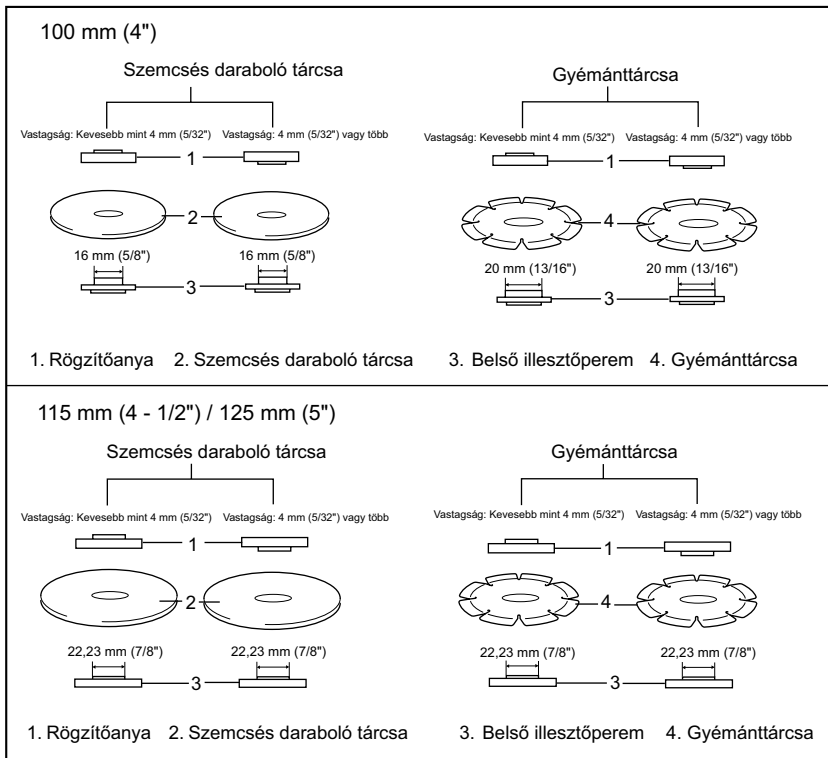 100 mm (4")
Szemcsés daraboló tárcsa
Gyémánttárcsa
Vastagság: Kevesebb mint 4 mm (5/32")
Vastagság: 4 mm (5/32") vagy több
Vastagság: Kevesebb mint 4 mm (5/32")
Vastagság: 4 mm (5/32") vagy több
1
1
2
4
16 mm (5/8")
16 mm (5/8")
20 mm (13/16")
20 mm (13/16")
3
3
1. Rögzítőanya 2. Szemcsés daraboló tárcsa 3. Belső illesztőperem 4. Gyémánttárcsa
115 mm (4 - 1/2") / 125 mm (5")
Szemcsés daraboló tárcsa
Gyémánttárcsa
Vastagság: Kevesebb mint 4 mm (5/32")
Vastagság: 4 mm (5/32") vagy több
Vastagság: Kevesebb mint 4 mm (5/32")
Vastagság: 4 mm (5/32") vagy több
1
1
2
4
22,23 mm (7/8")
22,23 mm (7/8")
22,23 mm (7/8")
22,23 mm (7/8")
3
3
1. Rögzítőanya 2. Szemcsés daraboló tárcsa 3. Belső illesztőperem 4. Gyémánttárcsa